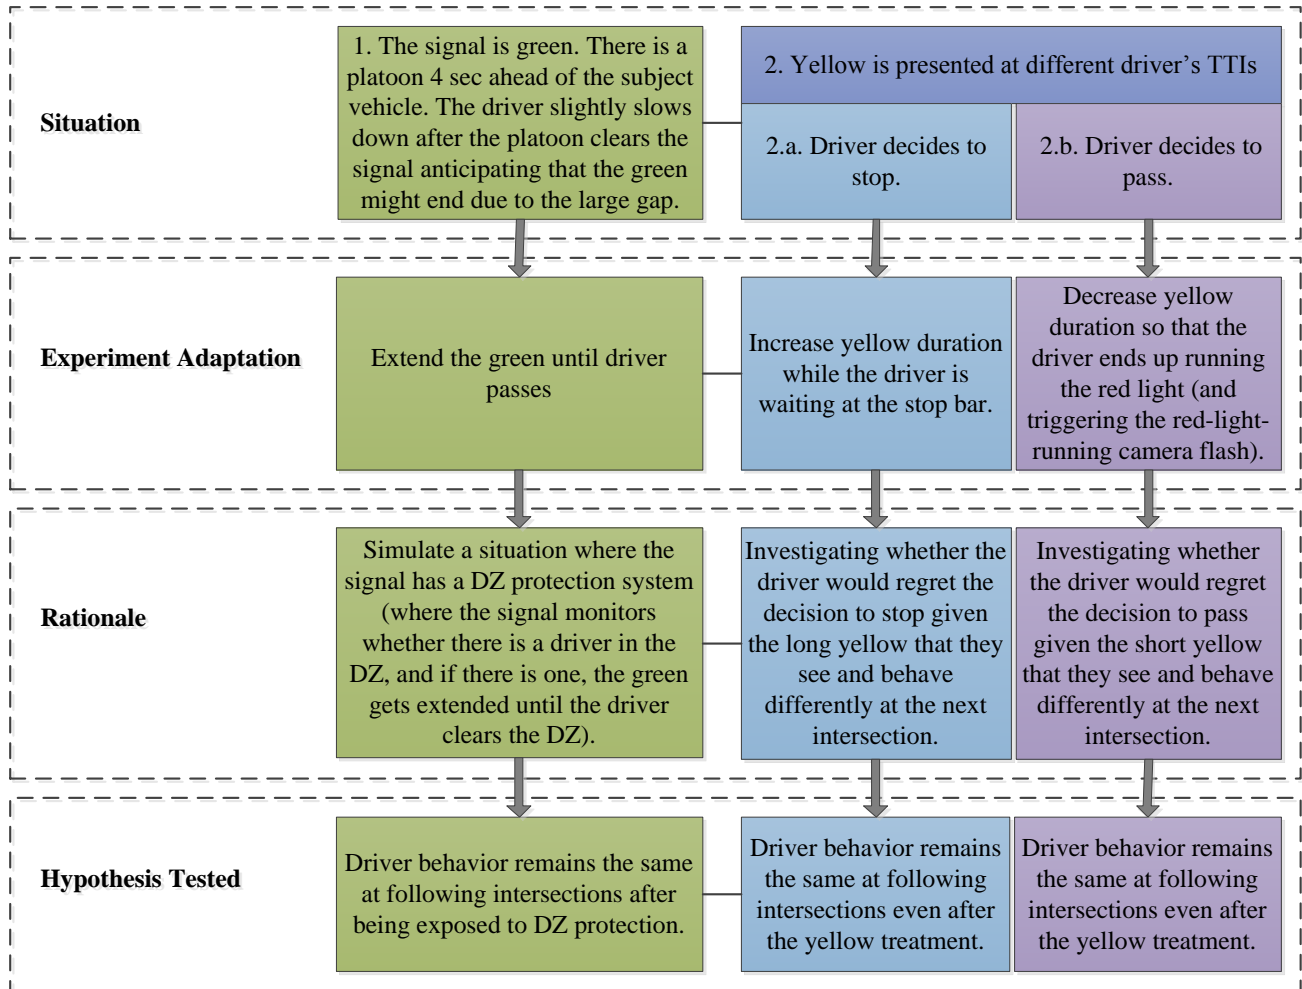 Situation
1. The signal is green. There is a
platoon 4 sec ahead of the subject
vehicle. The driver slightly slows
down after the platoon clears the
signal anticipating that the green
might end due to the large gap.
2. Yellow is presented at different driver's TTIs
2.a. Driver decides to
stop.
2.b. Driver decides to
pass.
Experiment Adaptation
Extend the green until driver
passes
Increase yellow duration
while the driver is
waiting at the stop bar.
Decrease yellow
duration so that the
driver ends up running
the red light (and
triggering the red-light-
running camera flash).
Rationale
Simulate a situation where the
signal has a DZ protection system
(where the signal monitors
whether there is a driver in the
DZ, and if there is one, the green
gets extended until the driver
clears the DZ).
Investigating whether the
driver would regret the
decision to stop given
the long yellow that they
see and behave
differently at the next
intersection.
Investigating whether
the driver would regret
the decision to pass
given the short yellow
that they see and behave
differently at the next
intersection.
Hypothesis Tested
Driver behavior remains the same
at following intersections after
being exposed to DZ protection.
Driver behavior remains
the same at following
intersections even after
the yellow treatment.
Driver behavior remains
the same at following
intersections even after
the yellow treatment.